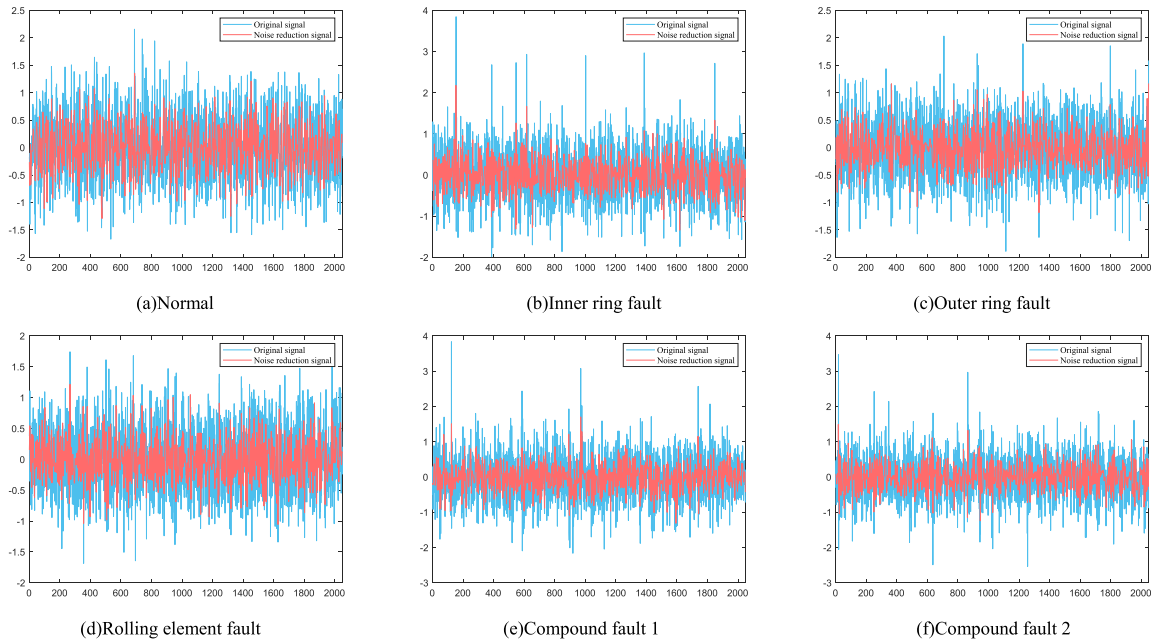 2.5
2
1.5
1
0.5
0
-0.5
-1
-1.5
-2
0 200 400 600 800 1000 1200 1400 1600 1800 2000
Original signal
Noise reduction signal
(a)Normal
4
3
2
1
0
-1
-2
0 200 400 600 800 1000 1200 1400 1600 1800 2000
Original signal
Noise reduction signal
(b)Inner ring fault
2.5
2
1.5
1
0.5
0
-0.5
-1
-1.5
-2
0 200 400 600 800 1000 1200 1400 1600 1800 2000
Original signal
Noise reduction signal
(c)Outer ring fault
2
1.5
1
0.5
0
-0.5
-1
-1.5
-2
0 200 400 600 800 1000 1200 1400 1600 1800 2000
Original signal
Noise reduction signal
(d)Rolling element fault
4
3
2
1
0
-1
-2
-3
0 200 400 600 800 1000 1200 1400 1600 1800 2000
Original signal
Noise reduction signal
(e)Compound fault 1
4
3
2
1
0
-1
-2
-3
0 200 400 600 800 1000 1200 1400 1600 1800 2000
Original signal
Noise reduction signal
(f)Compound fault 2